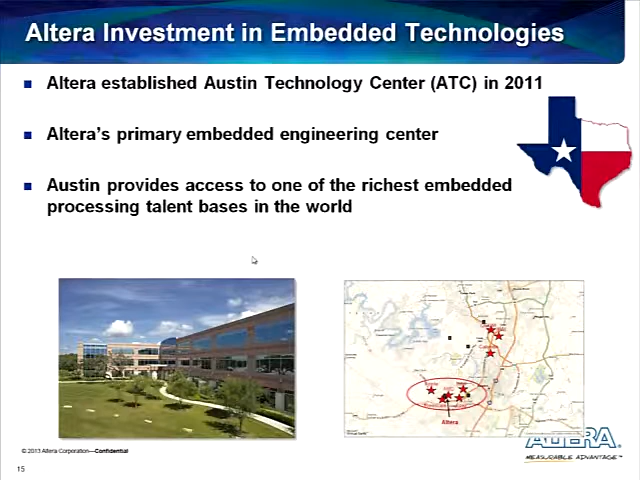 Altera Investment in Embedded Technologies
Altera established Austin Technology Center (ATC) in 2011
Altera's primary embedded engineering center
Austin provides access to one of the richest embedded
processing talent bases in the world
Altera
ALTERA®
MEASURABLE ADVANTAGE™
© 2013 Altera Corporation—Confidential
15